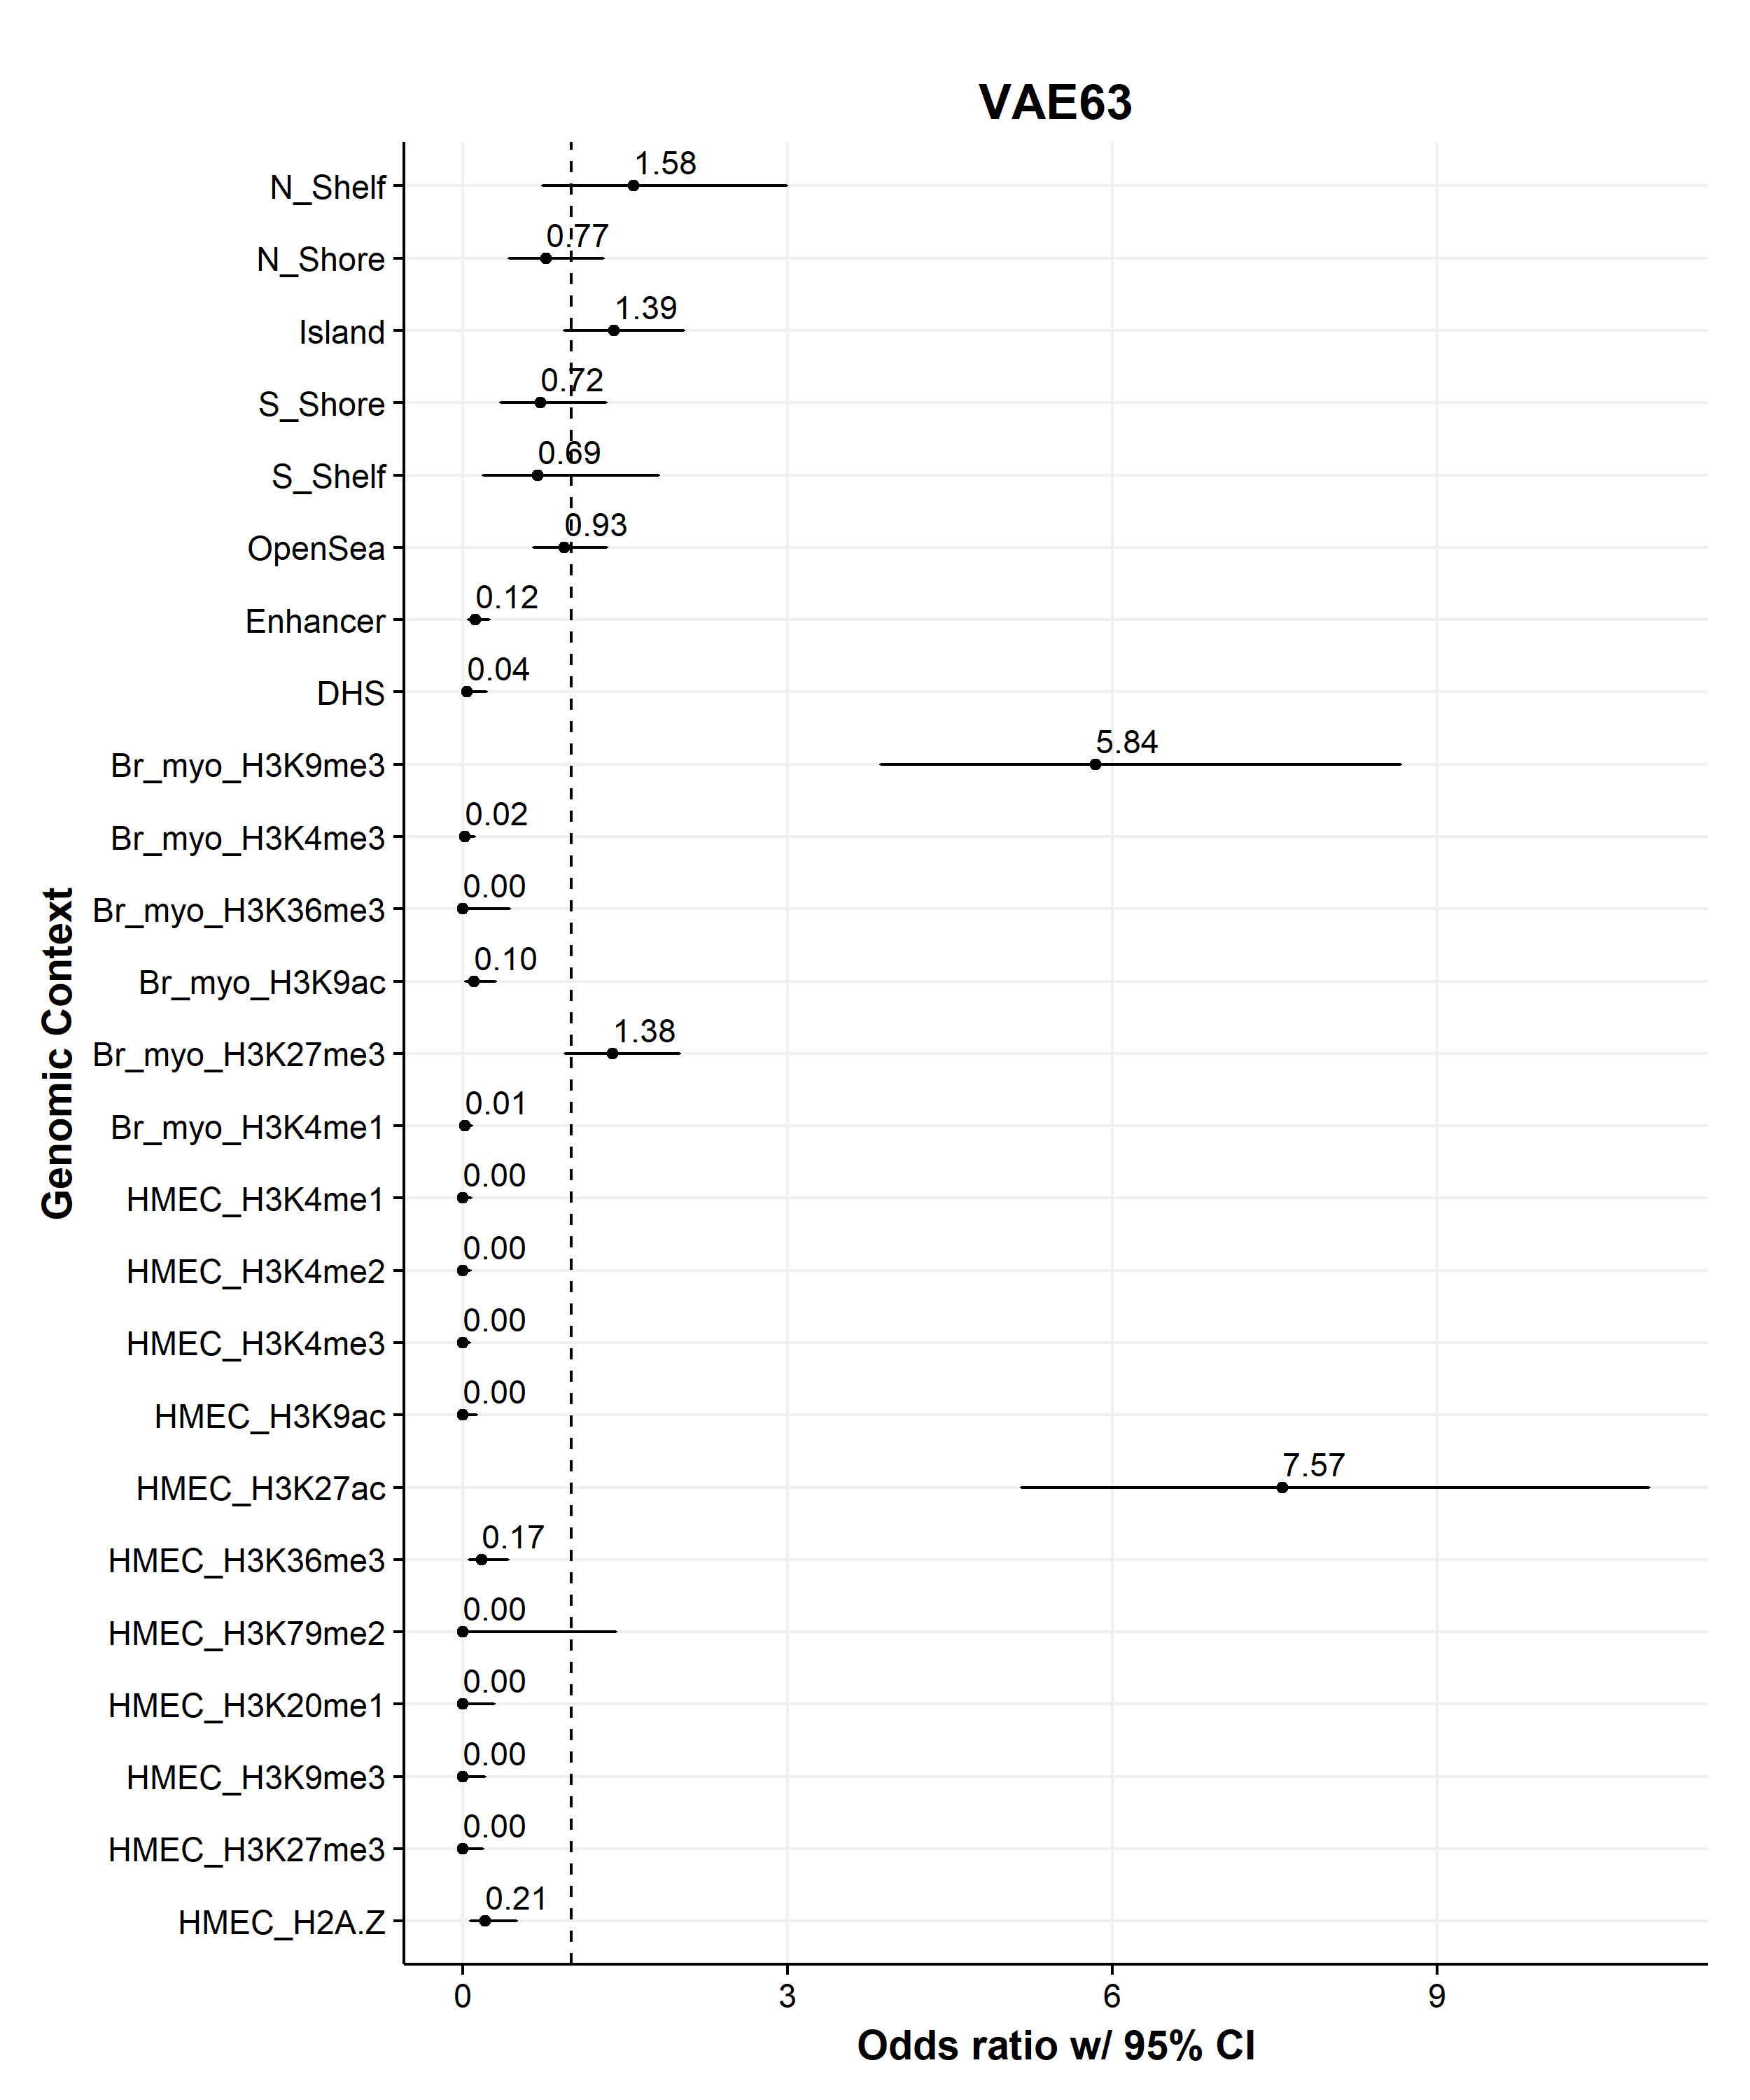 VAE63
N_Shelf 1.58
N_Shore 0.77
Island 1.39
S_Shore 0.72
S_Shelf 0.69
OpenSea 0.93
Enhancer 0.12
DHS 0.04
Br_myo_H3K9me3 5.84
Br_myo_H3K4me3 0.02
Br_myo_H3K36me3 0.00
Br_myo_H3K9ac 0.10
Br_myo_H3K27me3 1.38
Br_myo_H3K4me1 0.01
HMEC_H3K4me1 0.00
HMEC_H3K4me2 0.00
HMEC_H3K4me3 0.00
HMEC_H3K9ac 0.00
HMEC_H3K27ac 7.57
HMEC_H3K36me3 0.17
HMEC_H3K79me2 0.00
HMEC_H3K20me1 0.00
HMEC_H3K9me3 0.00
HMEC_H3K27me3 0.00
HMEC_H2A.Z 0.21
Genomic Context
0 3 6 9
Odds ratio w/ 95% CI